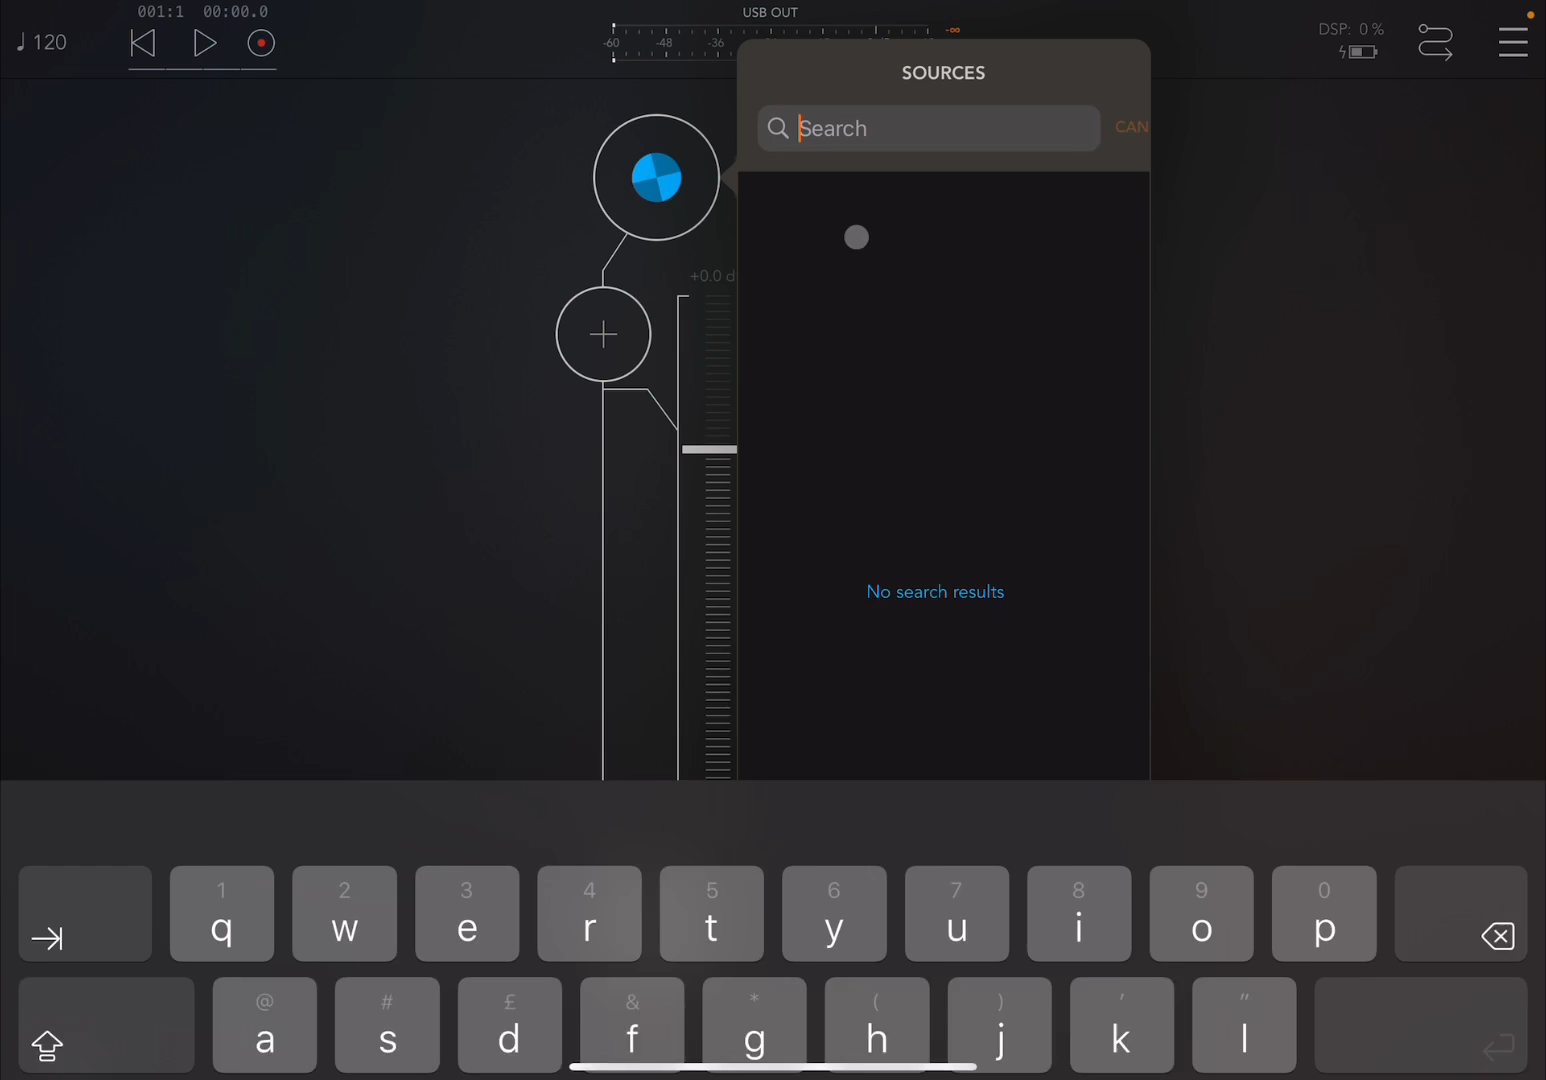 001:1 00:00.0
USB OUT
♩ 120
-60 -48 -36
-∞
DSP: 0 %
SOURCES
Search
CAN
+0.0 d
No search results
1 2 3 4 5 6 7 8 9 0
q w e r t y u i o p
@ # £ & * ( ) ' "
a s d f g h j k l